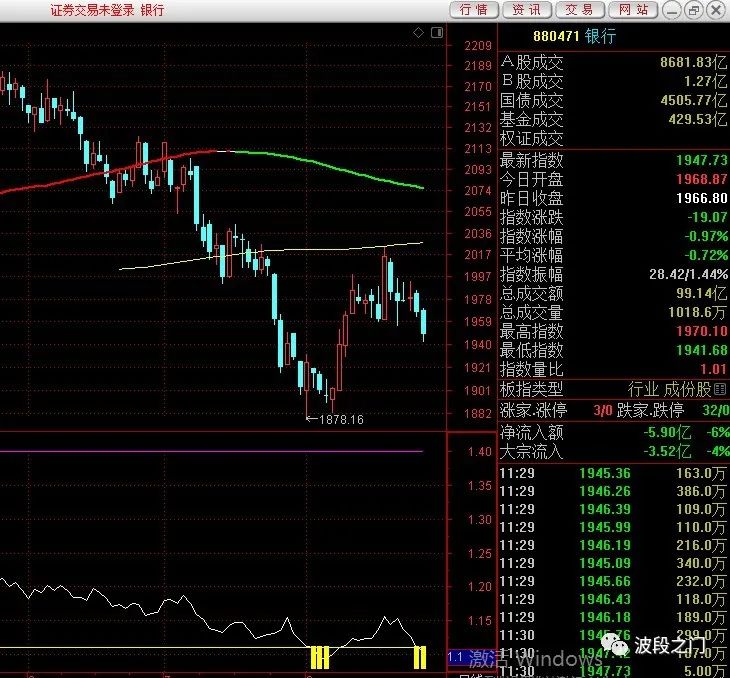 证券交易未登录 银行 行情 资讯 交易 网站
880471 银行
A股成交 8681.83亿
B股成交 1.27亿
国债成交 4505.77亿
基金成交 429.53亿
权证成交
最新指数 1947.73
今日开盘 1968.87
昨日收盘 1966.80
指数涨跌 -19.07
指数涨幅 -0.97%
平均涨幅 -0.72%
指数振幅 28.42/1.44%
总成交额 99.14亿
总成交量 1018.6万
最高指数 1970.10
最低指数 1941.68
指数量比 1.01
板指类型 行业 成份股
涨家.涨停 3/0 跌家.跌停 32/0
净流入额 -5.90亿 -6%
大宗流入 -3.52亿 -4%
11:29 1945.36 163.0万
11:29 1946.26 386.0万
11:29 1946.39 109.0万
11:29 1945.99 110.0万
11:29 1946.19 216.0万
11:29 1945.09 340.0万
11:29 1945.66 232.0万
11:29 1946.43 118.0万
11:29 1946.18 189.0万
11:30 299.0万
11:30
11:30 1947.73 5.00万
2209
2189
2170
2151
2132
2113
2093
2074
2055
2036
2017
1997
1978
1959
1940
1921
1901
1882
←1878.16
1.40
1.35
1.30
1.25
1.20
1.15
1.1
激活 Windows
波段之门